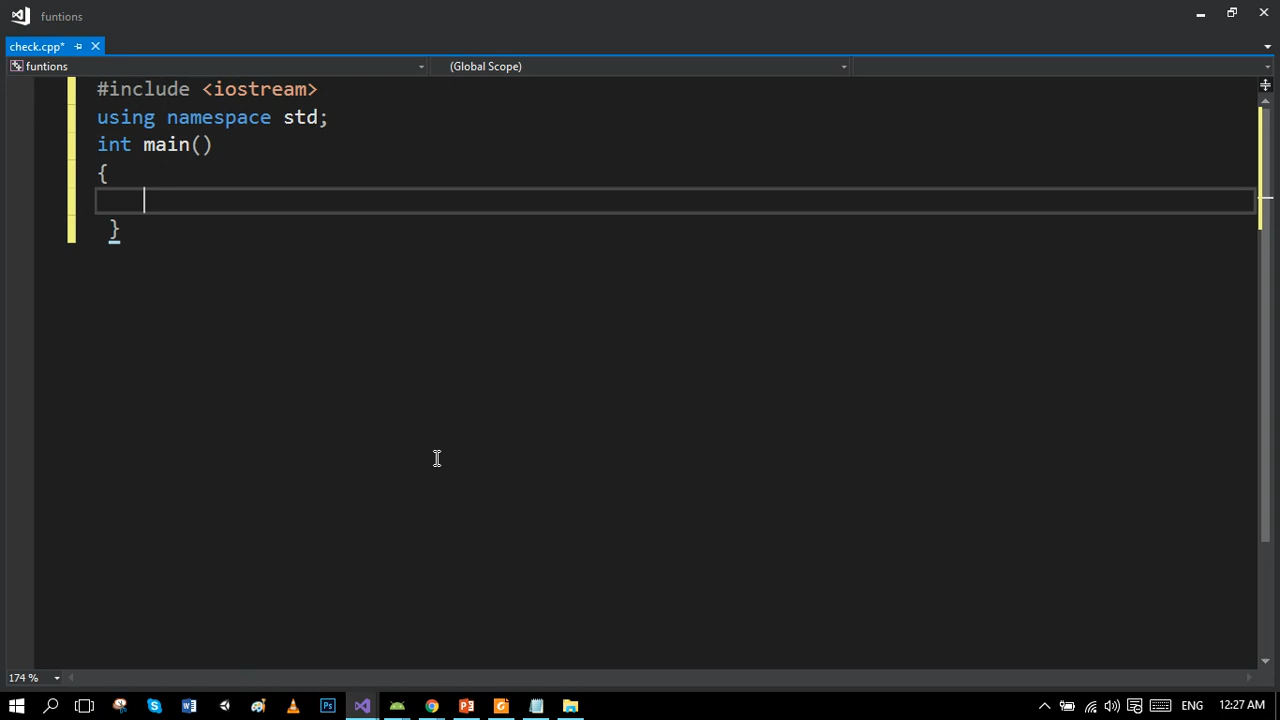 funtions
check.cpp*
funtions (Global Scope)
#include <iostream>
using namespace std;
int main()
{
}
174 %
ENG 12:27 AM